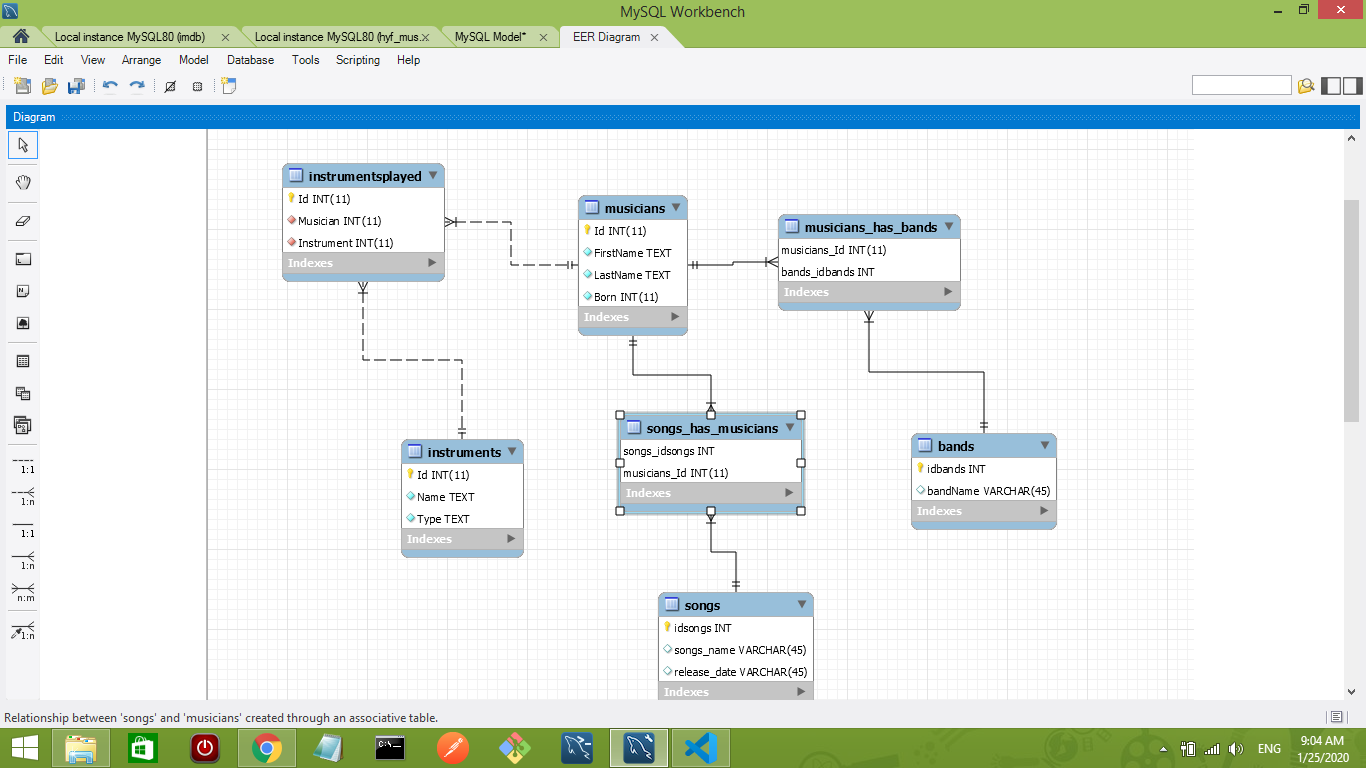 MySQL Workbench
Local instance MySQL80 (imdb)
Local instance MySQL80 (hyf_mus.
MySQL Model*
EER Diagram
File Edit View Arrange Model Database Tools Scripting Help
Diagram
instrumentsplayed
Id INT(11)
Musician INT(11)
Instrument INT(11)
Indexes
musicians
Id INT(11)
FirstName TEXT
LastName TEXT
Born INT(11)
Indexes
musicians_has_bands
musicians_Id INT(11)
bands_idbands INT
Indexes
songs_has_musicians
songs_idsongs INT
musicians_Id INT(11)
Indexes
instruments
Id INT(11)
Name TEXT
Type TEXT
Indexes
bands
idbands INT
bandName VARCHAR(45)
Indexes
songs
idsongs INT
songs_name VARCHAR(45)
release_date VARCHAR(45)
Indexes
1:1
1:n
1:1
1:n
n:m
1:n
Relationship between 'songs' and 'musicians' created through an associative table.
C:\_
ENG
9:04 AM
1/25/2020